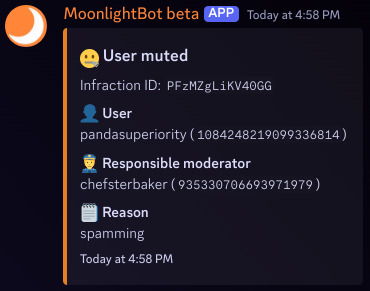 MoonlightBot beta APP Today at 4:58 PM
User muted
Infraction ID: PFzMZgLiKV40GG
User
pandasuperiority (1084248219099336814)
Responsible moderator
chefsterbaker (935330706693971979)
Reason
spamming
Today at 4:58 PM